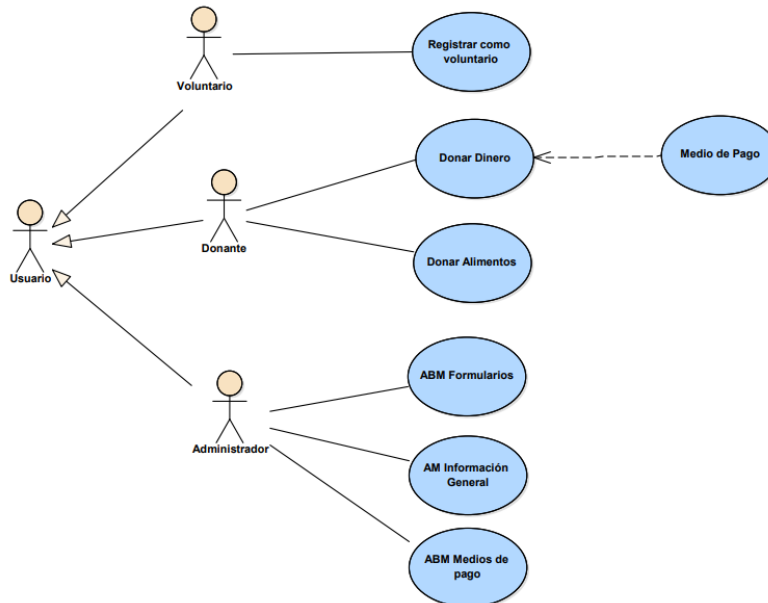 Voluntario
Registrar como
voluntario
Donar Dinero
Medio de Pago
Donante
Usuario
Donar Alimentos
ABM Formularios
Administrador
AM Información
General
ABM Medios de
pago